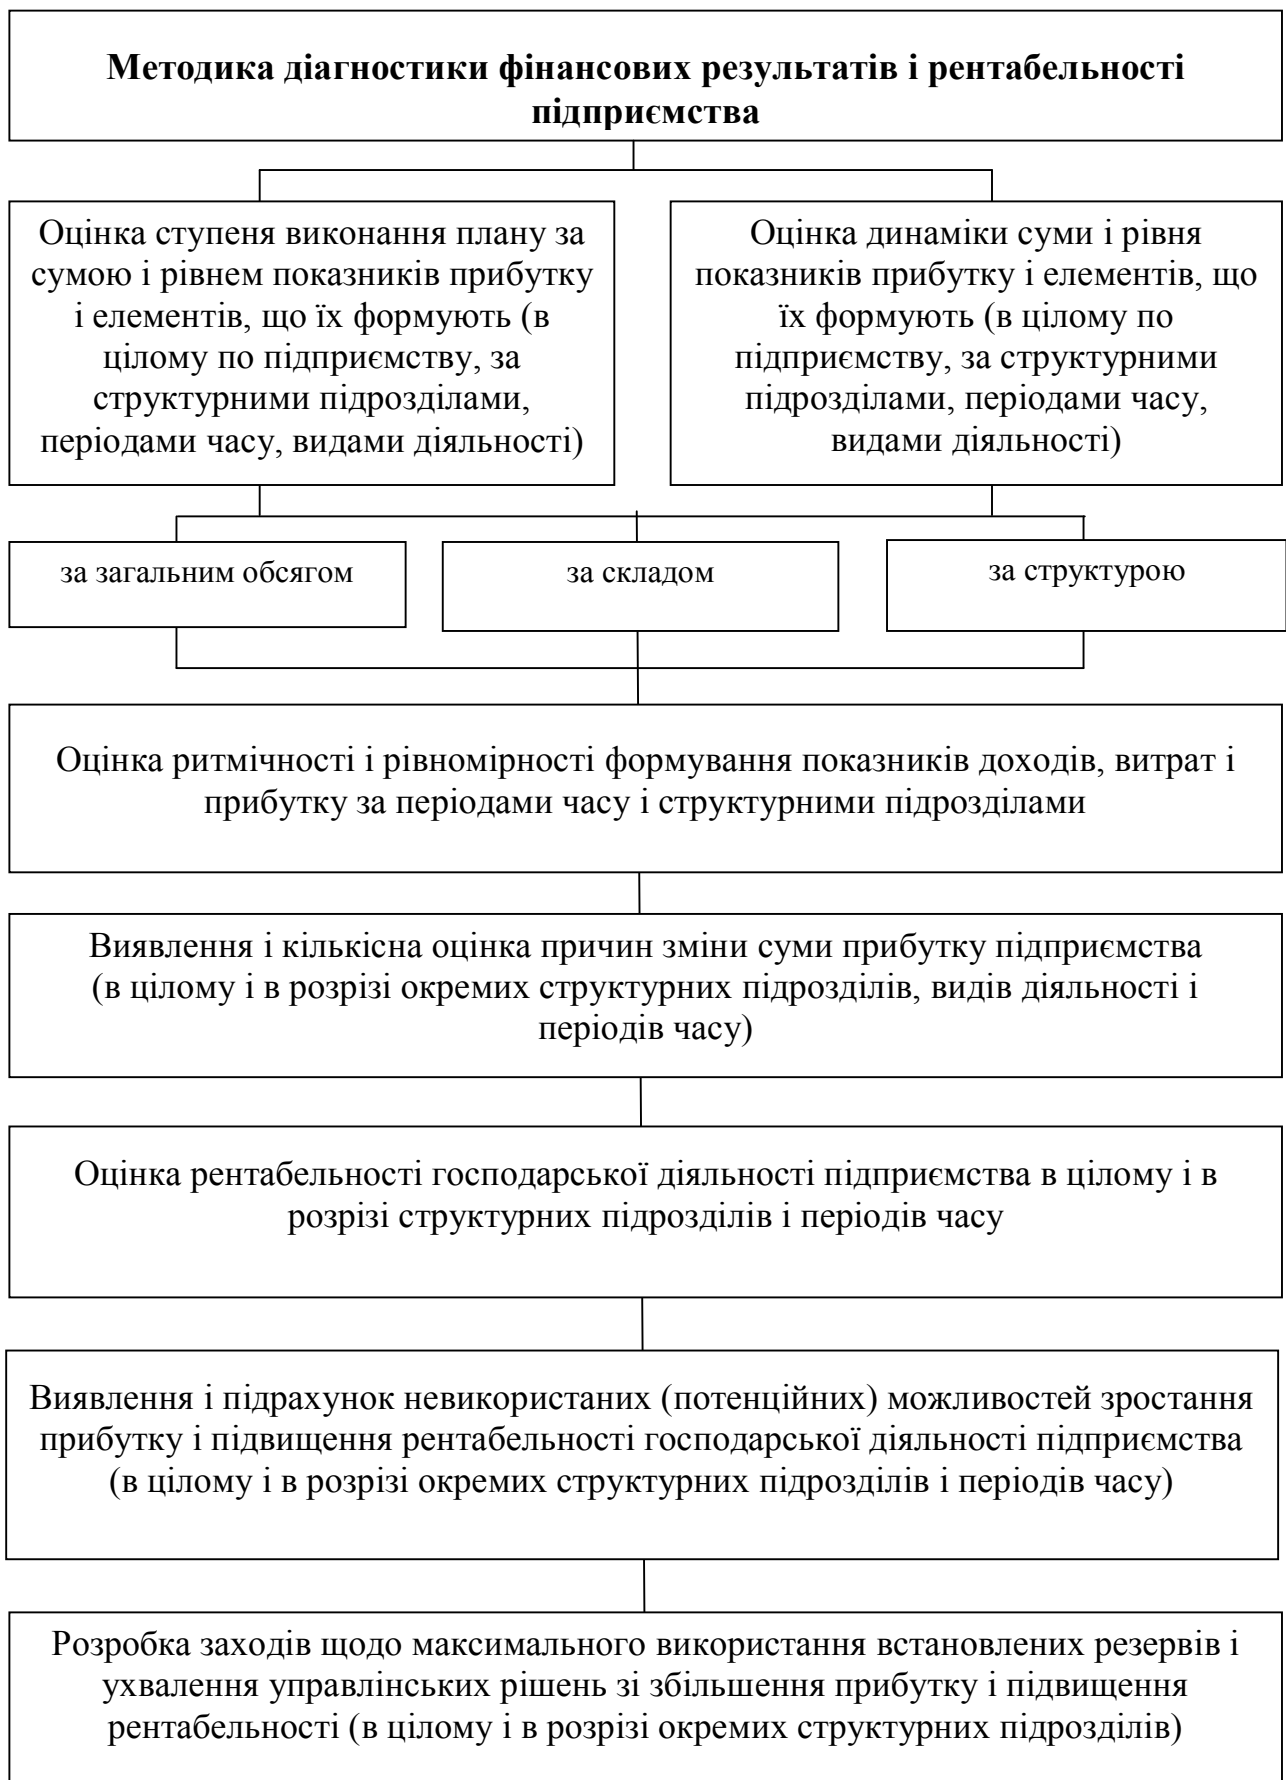 Методика діагностики фінансових результатів і рентабельності
підприємства
Оцінка ступеня виконання плану за
сумою і рівнем показників прибутку
і елементів, що їх формують (в
цілому по підприємству, за
структурними підрозділами,
періодами часу, видами діяльності)
Оцінка динаміки суми і рівня
показників прибутку і елементів, що
їх формують (в цілому по
підприємству, за структурними
підрозділами, періодами часу,
видами діяльності)
за загальним обсягом
за складом
за структурою
Оцінка ритмічності і рівномірності формування показників доходів, витрат і
прибутку за періодами часу і структурними підрозділами
Виявлення і кількісна оцінка причин зміни суми прибутку підприємства
(в цілому і в розрізі окремих структурних підрозділів, видів діяльності і
періодів часу)
Оцінка рентабельності господарської діяльності підприємства в цілому і в
розрізі структурних підрозділів і періодів часу
Виявлення і підрахунок невикористаних (потенційних) можливостей зростання
прибутку і підвищення рентабельності господарської діяльності підприємства
(в цілому і в розрізі окремих структурних підрозділів і періодів часу)
Розробка заходів щодо максимального використання встановлених резервів і
ухвалення управлінських рішень зі збільшення прибутку і підвищення
рентабельності (в цілому і в розрізі окремих структурних підрозділів)